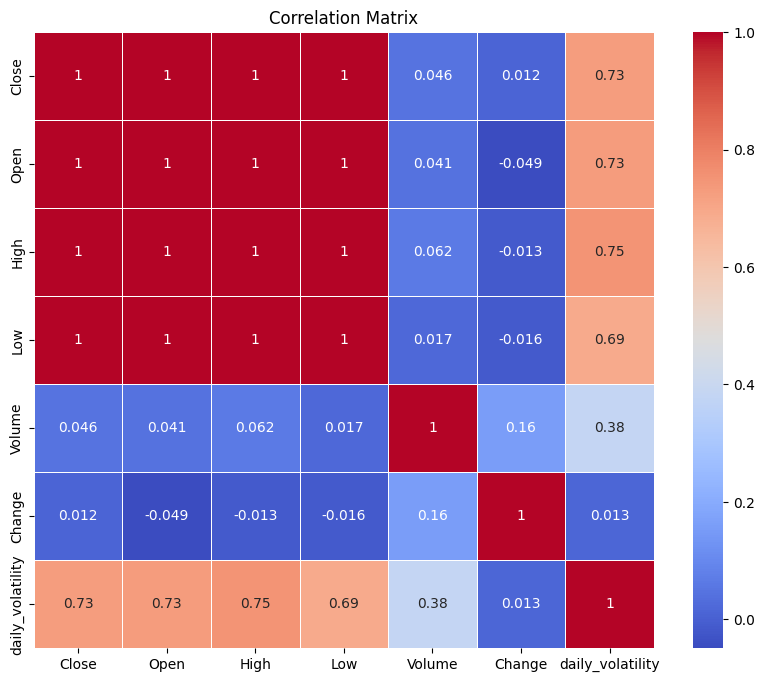 Correlation Matrix
Close 1 1 1 1 0.046 0.012 0.73
Open 1 1 1 1 0.041 -0.049 0.73
High 1 1 1 1 0.062 -0.013 0.75
Low 1 1 1 1 0.017 -0.016 0.69
Volume 0.046 0.041 0.062 0.017 1 0.16 0.38
Change 0.012 -0.049 -0.013 -0.016 0.16 1 0.013
daily_volatility 0.73 0.73 0.75 0.69 0.38 0.013 1
Close Open High Low Volume Change daily_volatility
1.0
0.8
0.6
0.4
0.2
0.0